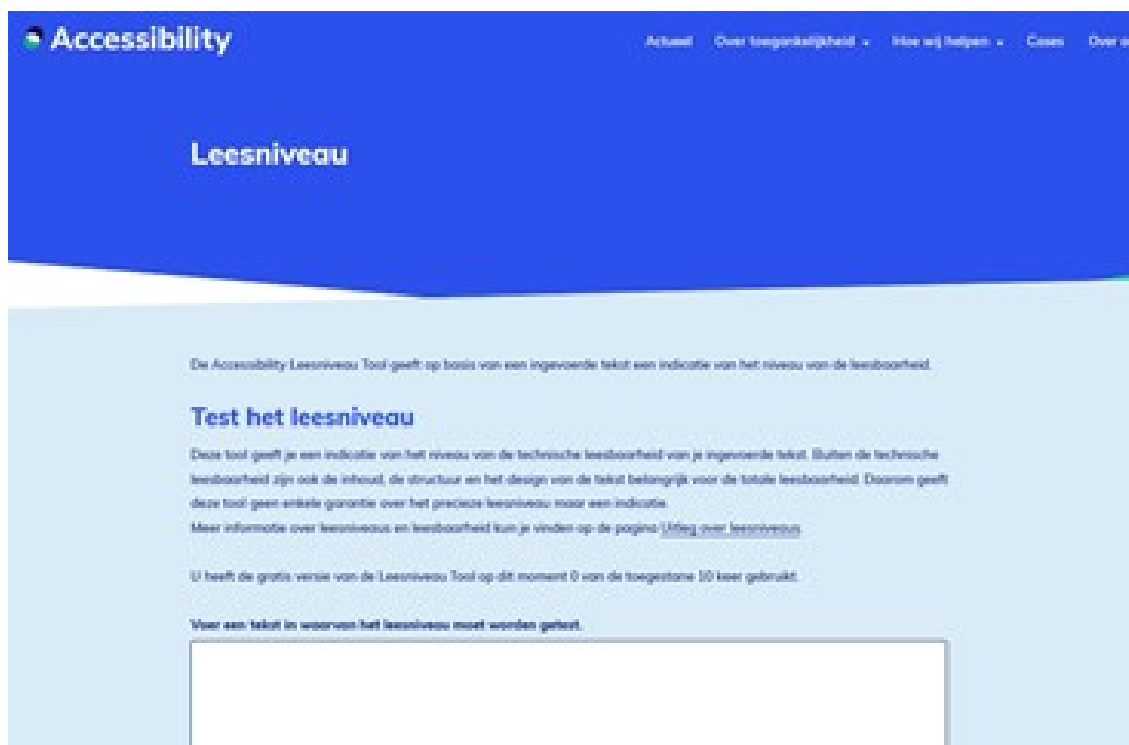 Accessibility
Actueel Over toegankelijkheid Hoe wij helpen Cases Over o
Leesniveau
De Accessibility Leesniveau Tool geeft op basis van een ingevoerde tekst een indicatie van het niveau van de leesbaarheid.
Test het leesniveau
Deze tool geeft je een indicatie van het niveau van de technische leesbaarheid van je ingevoerde tekst. Buiten de technische
leesbaarheid zijn ook de inhoud, de structuur en het design van de tekst belangrijk voor de totale leesbaarheid. Daarom geeft
deze tool geen enkele garantie over het precieze leesniveau maar een indicatie.
Meer informatie over leesniveaus en leesbaarheid kun je vinden op de pagina Uitleg over leesniveaus.
U heeft de gratis versie van de Leesniveau Tool op dit moment 0 van de toegestane 10 keer gebruikt.
Voer een tekst in waarvan het leesniveau moet worden getest.